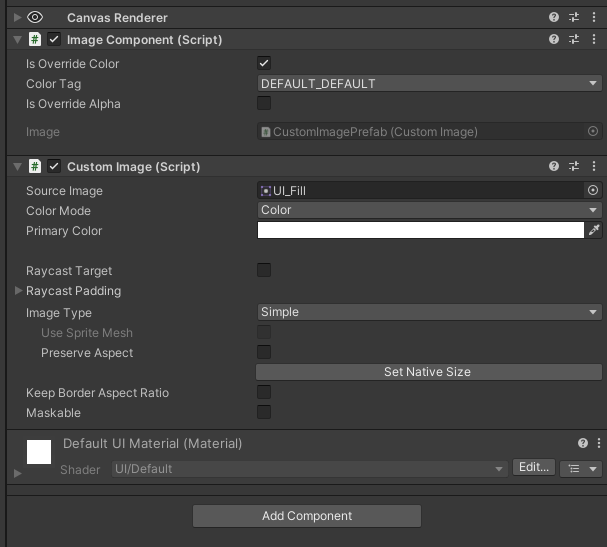 Canvas Renderer
Image Component (Script)
Is Override Color
Color Tag DEFAULT_DEFAULT
Is Override Alpha
Image CustomImagePrefab (Custom Image)
Custom Image (Script)
Source Image UI_Fill
Color Mode Color
Primary Color
Raycast Target
Raycast Padding
Image Type Simple
Use Sprite Mesh
Preserve Aspect
Set Native Size
Keep Border Aspect Ratio
Maskable
Default UI Material (Material)
Shader UI/Default Edit...
Add Component